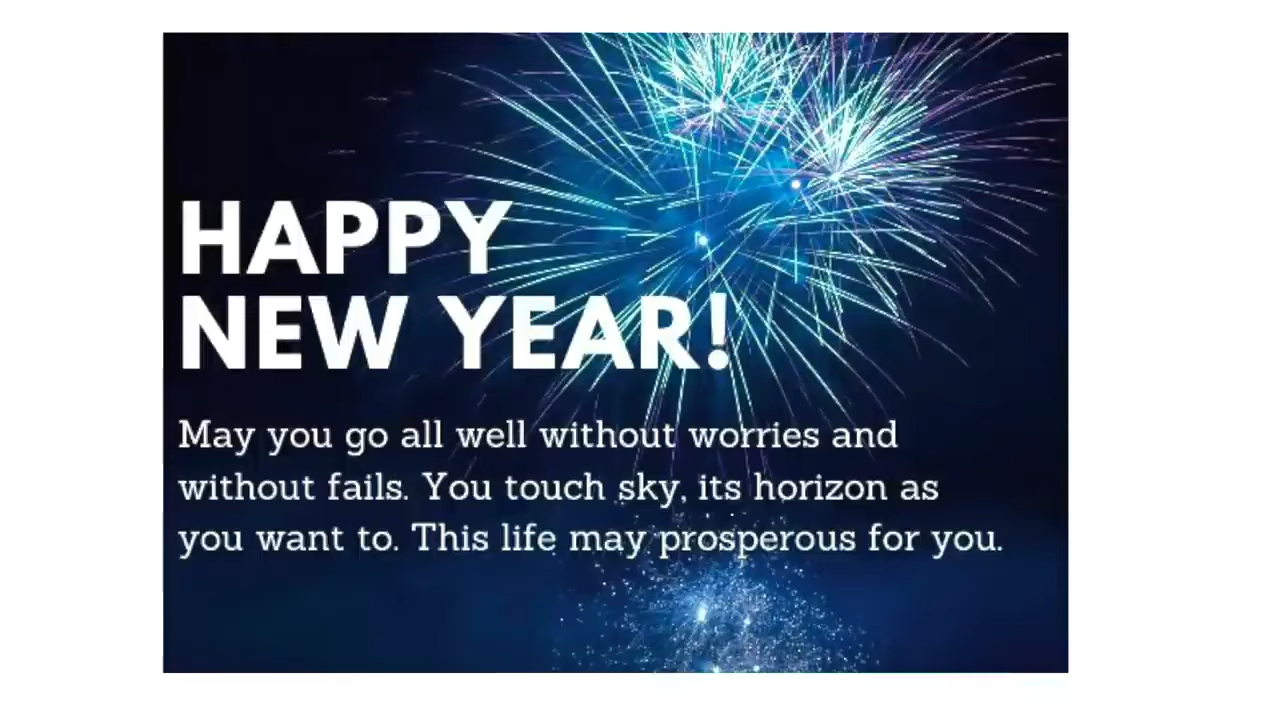 HAPPY
NEW YEAR!
May you go all well without worries and
without fails. You touch sky, its horizon as
you want to. This life may prosperous for you.